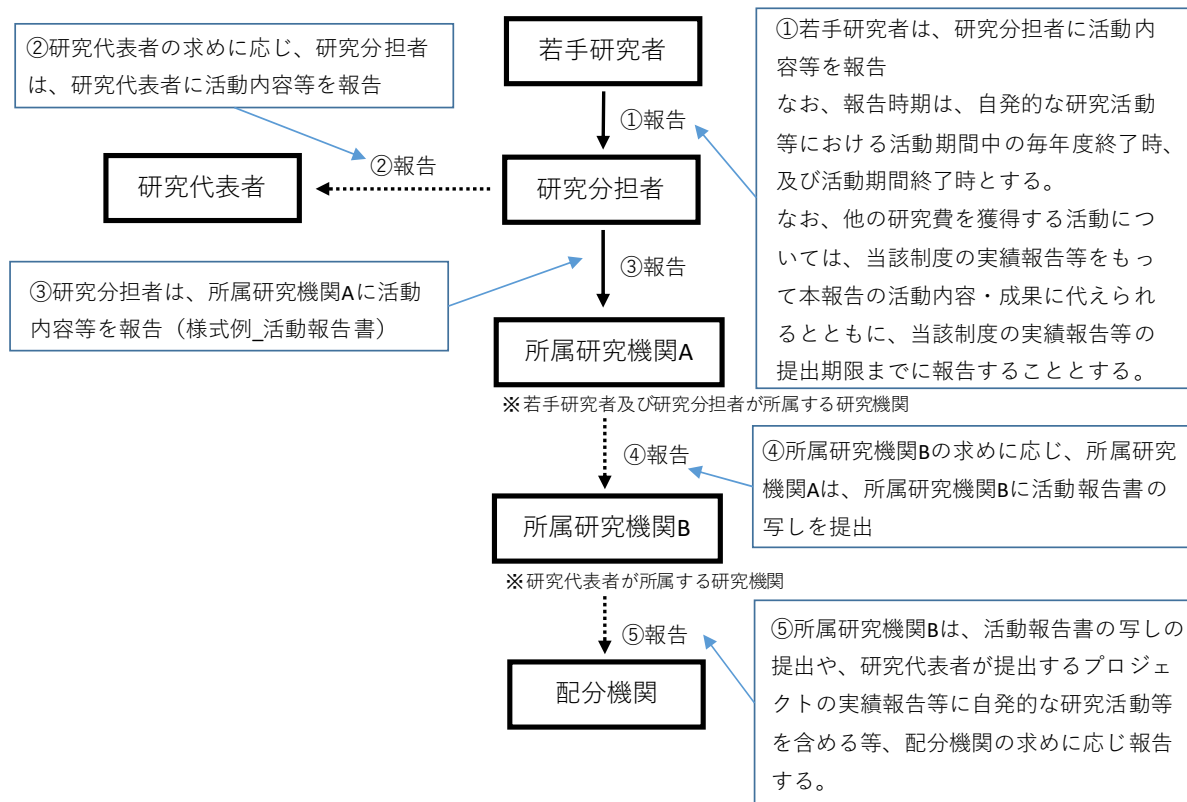 ②研究代表者の求めに応じ、研究分担者
は、研究代表者に活動内容等を報告
若手研究者
①若手研究者は、研究分担者に活動内
容等を報告
なお、報告時期は、自発的な研究活動
等における活動期間中の毎年度終了時、
及び活動期間終了時とする。
なお、他の研究費を獲得する活動につ
いては、当該制度の実績報告等をもっ
て本報告の活動内容・成果に代えられ
るとともに、当該制度の実績報告等の
提出期限までに報告することとする。
①報告
②報告
研究代表者
研究分担者
③報告
③研究分担者は、所属研究機関Aに活動
内容等を報告（様式例_活動報告書）
所属研究機関A
※若手研究者及び研究分担者が所属する研究機関
④報告
④所属研究機関Bの求めに応じ、所属研究
機関Aは、所属研究機関Bに活動報告書の
写しを提出
所属研究機関B
※研究代表者が所属する研究機関
⑤報告
⑤所属研究機関Bは、活動報告書の写しの
提出や、研究代表者が提出するプロジェ
クトの実績報告等に自発的な研究活動等
を含める等、配分機関の求めに応じ報告
する。
配分機関